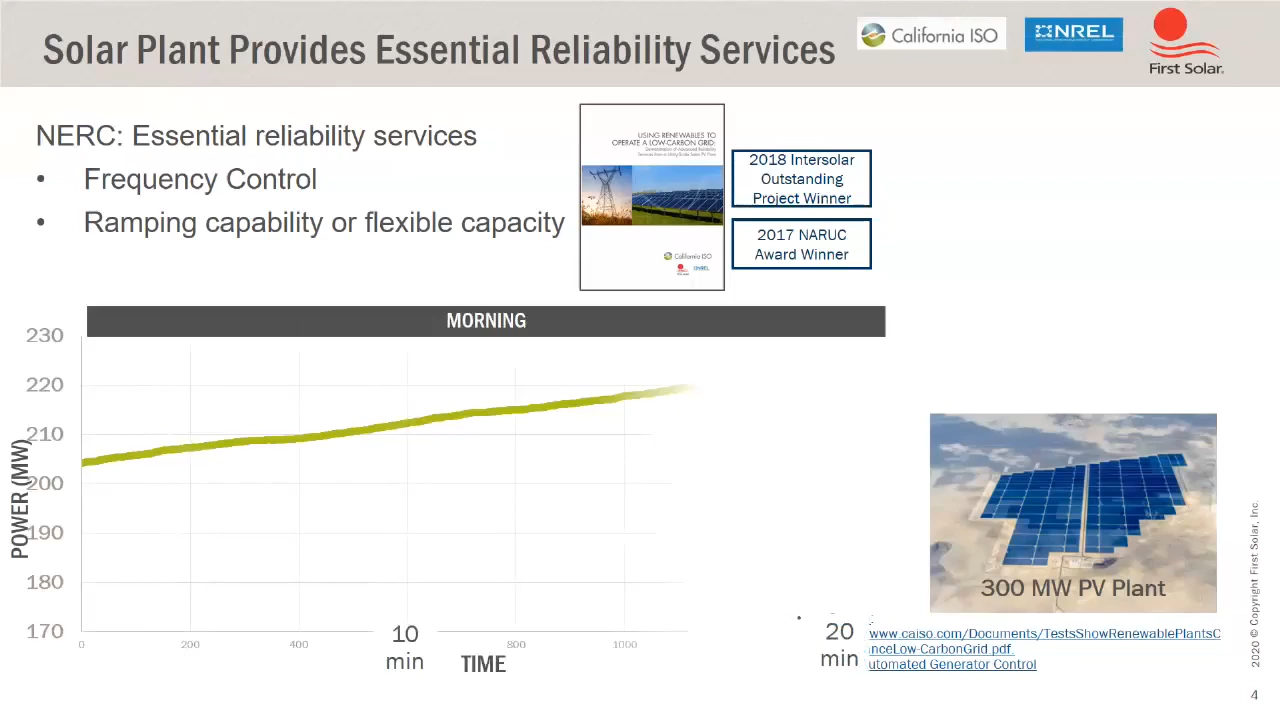 Solar Plant Provides Essential Reliability Services
California ISO
NREL
First Solar.
NERC: Essential reliability services
• Frequency Control
• Ramping capability or flexible capacity
USING RENEWABLES TO
OPERATE A LOW-CARBON GRID:
California ISO
NREL
2018 Intersolar
Outstanding
Project Winner
2017 NARUC
Award Winner
MORNING
230
220
210
200
190
180
170
POWER (MW)
0
200
400
10
min
800
1000
20
min
TIME
300 MW PV Plant
www.caiso.com/Documents/TestsShowRenewablePlantsC
nceLow-CarbonGrid.pdf.
utomated Generator Control
2020 © Copyright First Solar, Inc.
4